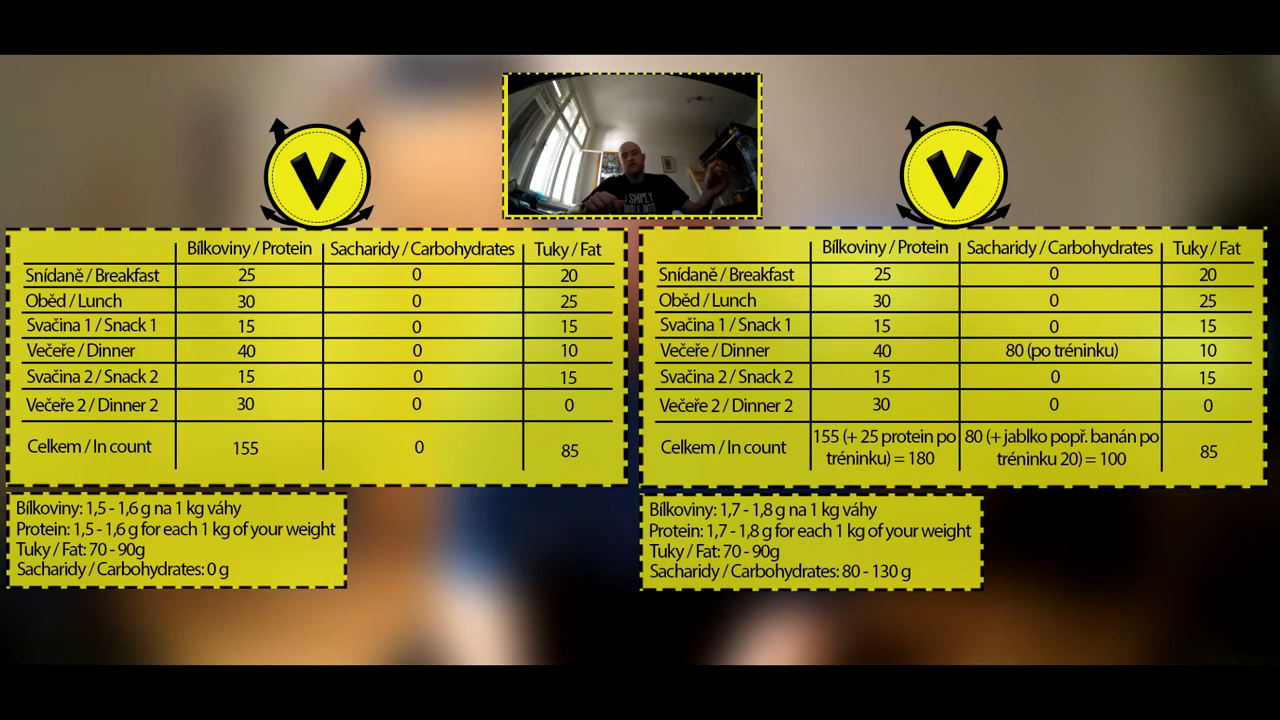 V
V
I SIMPLY
Bílkoviny / Protein Sacharidy / Carbohydrates Tuky / Fat
Snídaně / Breakfast 25 0 20
Oběd / Lunch 30 0 25
Svačina 1 / Snack 1 15 0 15
Večeře / Dinner 40 0 10
Svačina 2 / Snack 2 15 0 15
Večeře 2 / Dinner 2 30 0 0
Celkem / In count 155 0 85
Bílkoviny: 1,5 - 1,6 g na 1 kg váhy
Protein: 1,5 - 1,6 g for each 1 kg of your weight
Tuky / Fat: 70 - 90g
Sacharidy / Carbohydrates: 0 g
Bílkoviny / Protein Sacharidy / Carbohydrates Tuky / Fat
Snídaně / Breakfast 25 0 20
Oběd / Lunch 30 0 25
Svačina 1 / Snack 1 15 0 15
Večeře / Dinner 40 80 (po tréninku) 10
Svačina 2 / Snack 2 15 0 15
Večeře 2 / Dinner 2 30 0 0
Celkem / In count 155 (+ 25 protein po tréninku) = 180 80 (+ jablko popř. banán po tréninku 20) = 100 85
Bílkoviny: 1,7 - 1,8 g na 1 kg váhy
Protein: 1,7 - 1,8 g for each 1 kg of your weight
Tuky / Fat: 70 - 90g
Sacharidy / Carbohydrates: 80 - 130 g